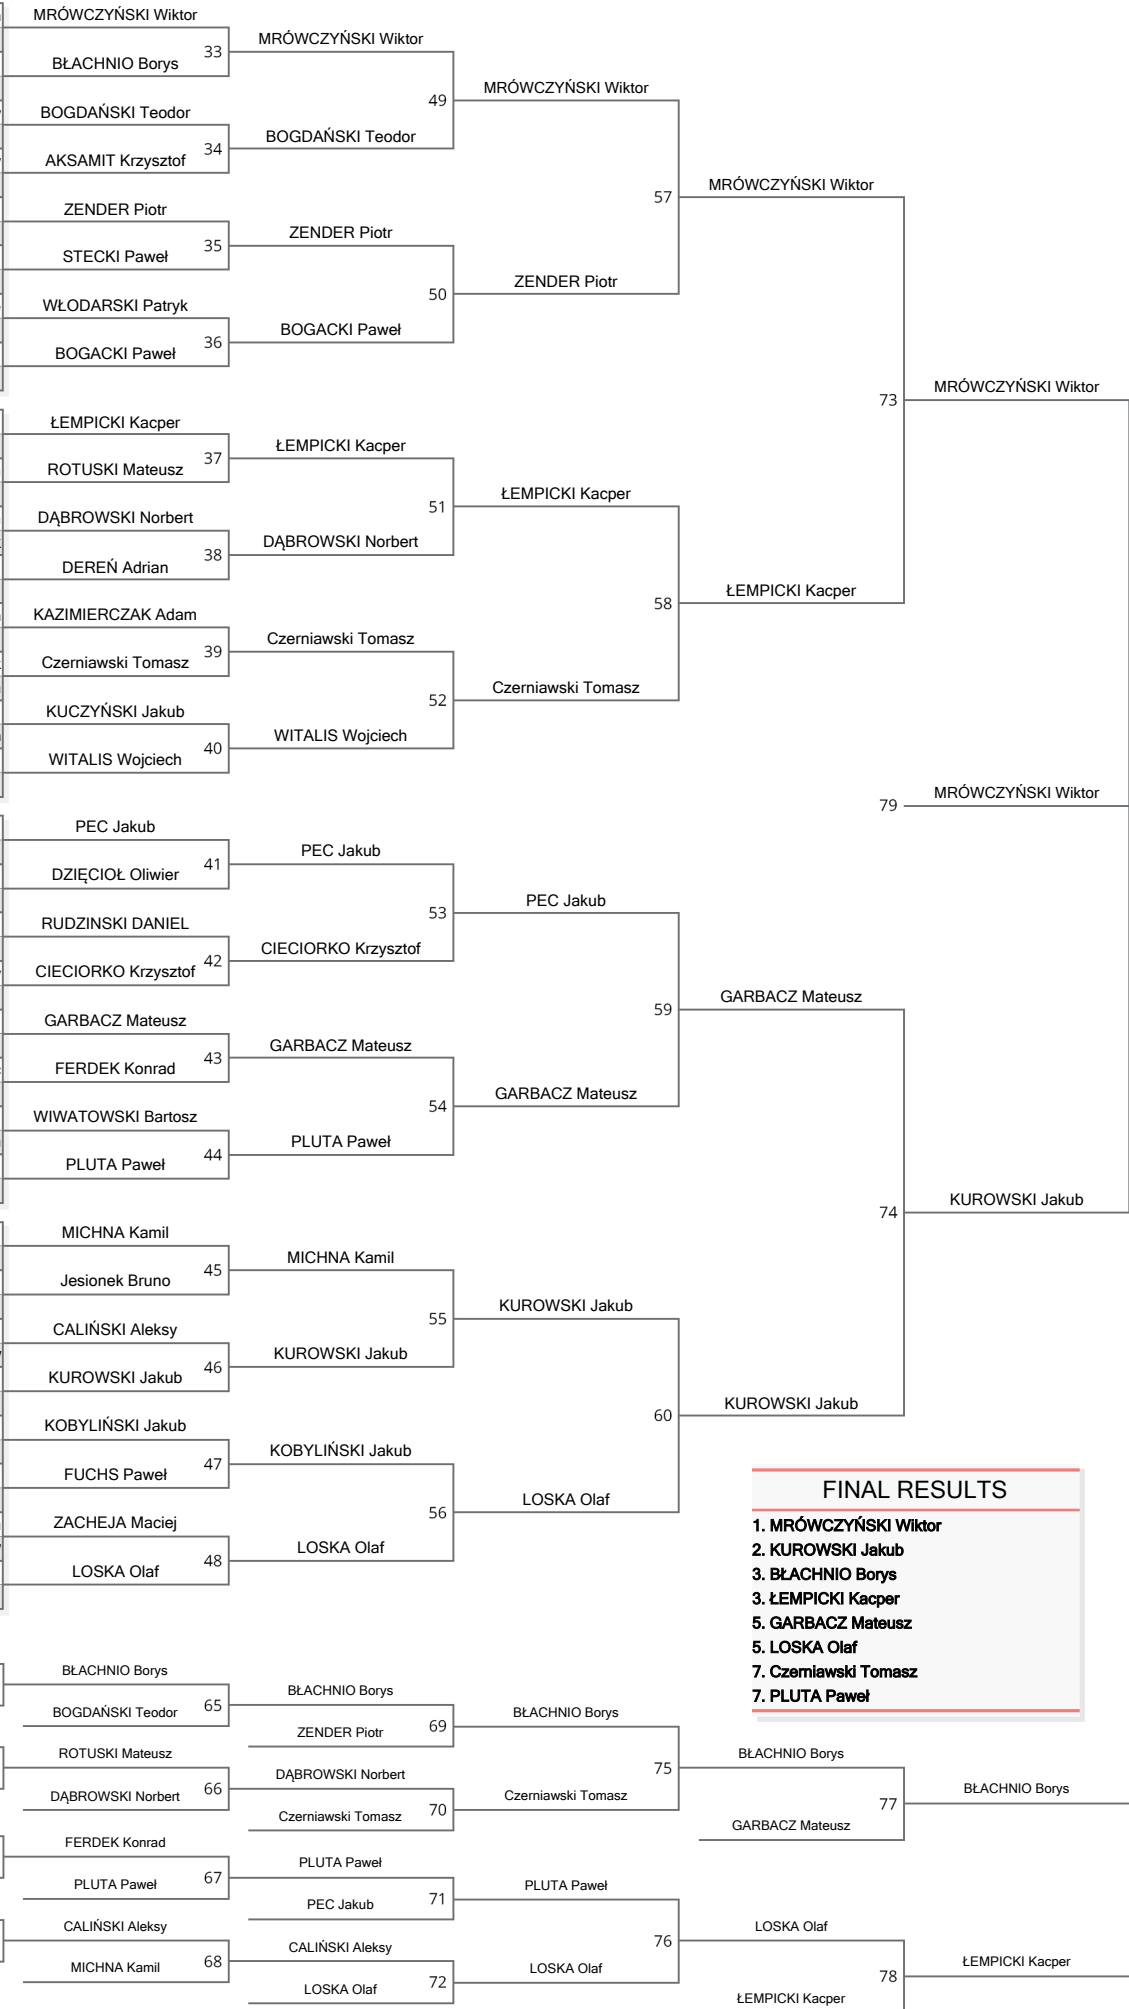 MRÓWCZYŃSKI Wiktor
33
BŁACHNIO Borys
MRÓWCZYŃSKI Wiktor
49
BOGDAŃSKI Teodor
34
AKSAMIT Krzysztof
BOGDAŃSKI Teodor
MRÓWCZYŃSKI Wiktor
57
ZENDER Piotr
35
STECKI Paweł
ZENDER Piotr
50
WŁODARSKI Patryk
36
BOGACKI Paweł
BOGACKI Paweł
ZENDER Piotr
MRÓWCZYŃSKI Wiktor
73
ŁEMPICKI Kacper
37
ROTUSKI Mateusz
ŁEMPICKI Kacper
51
DĄBROWSKI Norbert
38
DEREŃ Adrian
DĄBROWSKI Norbert
ŁEMPICKI Kacper
58
KAZIMIERCZAK Adam
39
Czerniawski Tomasz
Czerniawski Tomasz
52
KUCZYŃSKI Jakub
40
WITALIS Wojciech
WITALIS Wojciech
Czerniawski Tomasz
ŁEMPICKI Kacper
MRÓWCZYŃSKI Wiktor
79
MRÓWCZYŃSKI Wiktor
PEC Jakub
41
DZIĘCIOŁ Oliwier
PEC Jakub
53
RUDZINSKI DANIEL
42
CIECIORKO Krzysztof
CIECIORKO Krzysztof
PEC Jakub
59
GARBACZ Mateusz
43
FERDEK Konrad
GARBACZ Mateusz
54
WIWATOWSKI Bartosz
44
PLUTA Paweł
PLUTA Paweł
GARBACZ Mateusz
GARBACZ Mateusz
74
MICHNA Kamil
45
Jesionek Bruno
MICHNA Kamil
55
CALIŃSKI Aleksy
46
KUROWSKI Jakub
KUROWSKI Jakub
KUROWSKI Jakub
60
KOBYLIŃSKI Jakub
47
FUCHS Paweł
KOBYLIŃSKI Jakub
56
ZACHEJA Maciej
48
LOSKA Olaf
LOSKA Olaf
LOSKA Olaf
KUROWSKI Jakub
KUROWSKI Jakub
FINAL RESULTS
1. MRÓWCZYŃSKI Wiktor
2. KUROWSKI Jakub
3. BŁACHNIO Borys
3. ŁEMPICKI Kacper
5. GARBACZ Mateusz
5. LOSKA Olaf
7. Czerniawski Tomasz
7. PLUTA Paweł
BŁACHNIO Borys
65
BOGDAŃSKI Teodor
BŁACHNIO Borys
69
ZENDER Piotr
BŁACHNIO Borys
75
ROTUSKI Mateusz
66
DĄBROWSKI Norbert
DĄBROWSKI Norbert
70
Czerniawski Tomasz
Czerniawski Tomasz
BŁACHNIO Borys
77
GARBACZ Mateusz
BŁACHNIO Borys
FERDEK Konrad
67
PLUTA Paweł
PLUTA Paweł
71
PEC Jakub
PLUTA Paweł
76
CALIŃSKI Aleksy
68
MICHNA Kamil
CALIŃSKI Aleksy
72
LOSKA Olaf
LOSKA Olaf
LOSKA Olaf
78
ŁEMPICKI Kacper
ŁEMPICKI Kacper